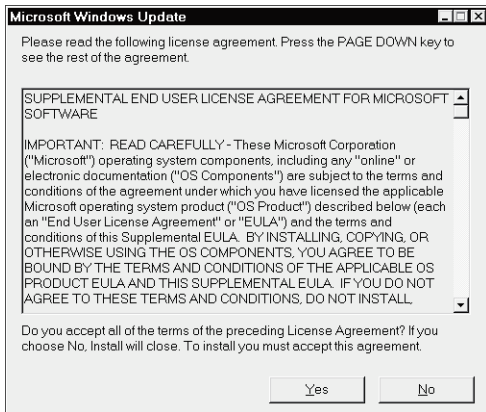 Microsoft Windows Update
Please read the following license agreement. Press the PAGE DOWN key to
see the rest of the agreement.
SUPPLEMENTAL END USER LICENSE AGREEMENT FOR MICROSOFT
SOFTWARE
IMPORTANT:  READ CAREFULLY - These Microsoft Corporation
("Microsoft") operating system components, including any "online" or
electronic documentation ("OS Components") are subject to the terms and
conditions of the agreement under which you have licensed the applicable
Microsoft operating system product ("OS Product") described below (each
an "End User License Agreement" or "EULA") and the terms and
conditions of this Supplemental EULA.  BY INSTALLING, COPYING, OR
OTHERWISE USING THE OS COMPONENTS, YOU AGREE TO BE
BOUND BY THE TERMS AND CONDITIONS OF THE APPLICABLE OS
PRODUCT EULA AND THIS SUPPLEMENTAL EULA.  IF YOU DO NOT
AGREE TO THESE TERMS AND CONDITIONS, DO NOT INSTALL,
Do you accept all of the terms of the preceding License Agreement? If you
choose No, Install will close. To install you must accept this agreement.
Yes No